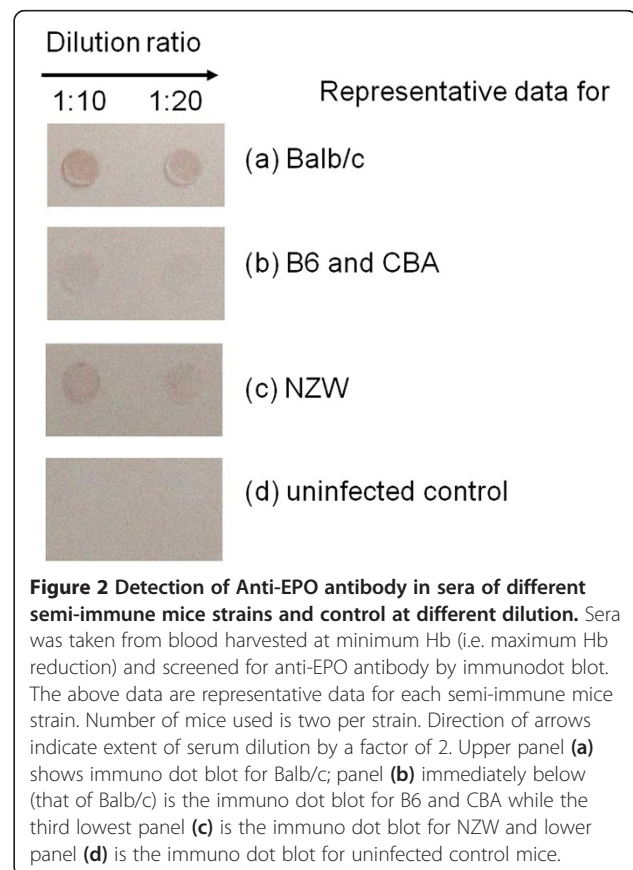 Dilution ratio
1:10 1:20
Representative data for
(a) Balb/c
(b) B6 and CBA
(c) NZW
(d) uninfected control
Figure 2 Detection of Anti-EPO antibody in sera of different
semi-immune mice strains and control at different dilution. Sera
was taken from blood harvested at minimum Hb (i.e. maximum Hb
reduction) and screened for anti-EPO antibody by immunodot blot.
The above data are representative data for each semi-immune mice
strain. Number of mice used is two per strain. Direction of arrows
indicate extent of serum dilution by a factor of 2. Upper panel (a)
shows immuno dot blot for Balb/c; panel (b) immediately below
(that of Balb/c) is the immuno dot blot for B6 and CBA while the
third lowest panel (c) is the immuno dot blot for NZW and lower
panel (d) is the immuno dot blot for uninfected control mice.